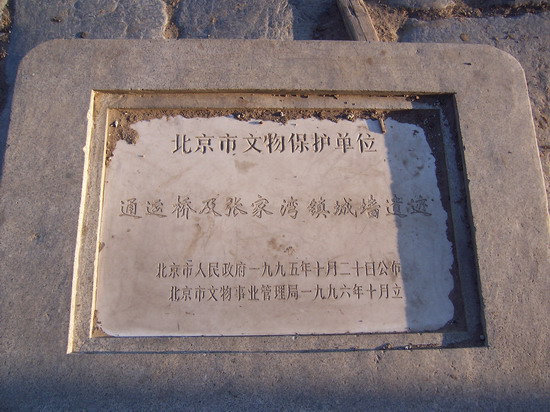 北京市文物保护单位
通运桥及张家湾镇城墙遗迹
北京市人民政府一九九五年十月二十日公布
北京市文物事业管理局一九九六年十月立